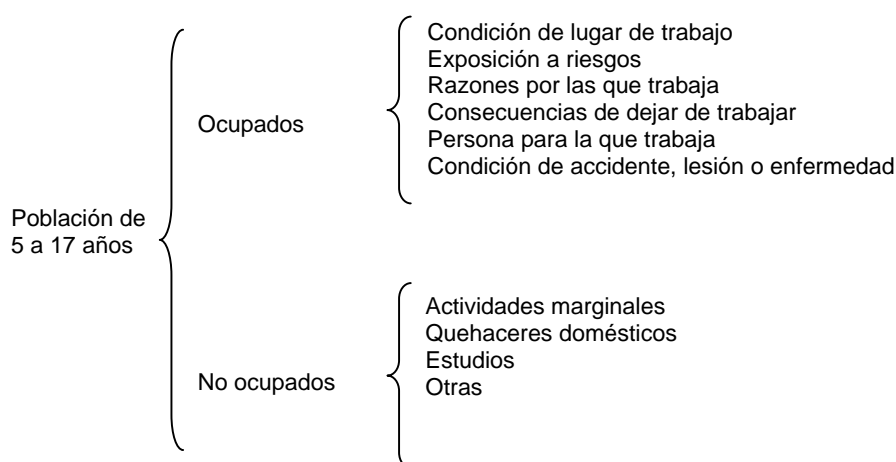 Población de
5 a 17 años
Ocupados
Condición de lugar de trabajo
Exposición a riesgos
Razones por las que trabaja
Consecuencias de dejar de trabajar
Persona para la que trabaja
Condición de accidente, lesión o enfermedad
No ocupados
Actividades marginales
Quehaceres domésticos
Estudios
Otras